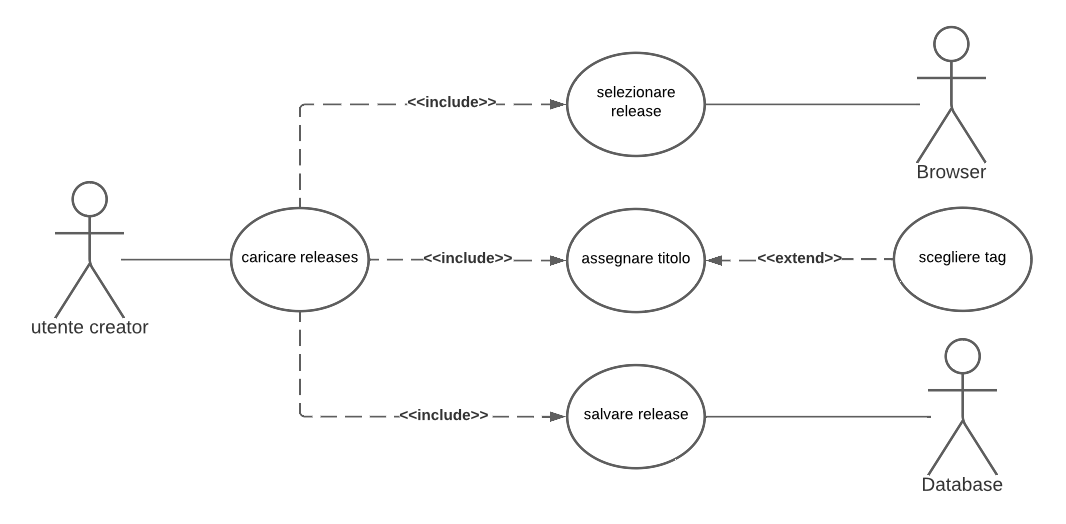 <<include>>
selezionare
release
Browser
utente creator
caricare releases
<<include>>
assegnare titolo
<<extend>>
scegliere tag
<<include>>
salvare release
Database